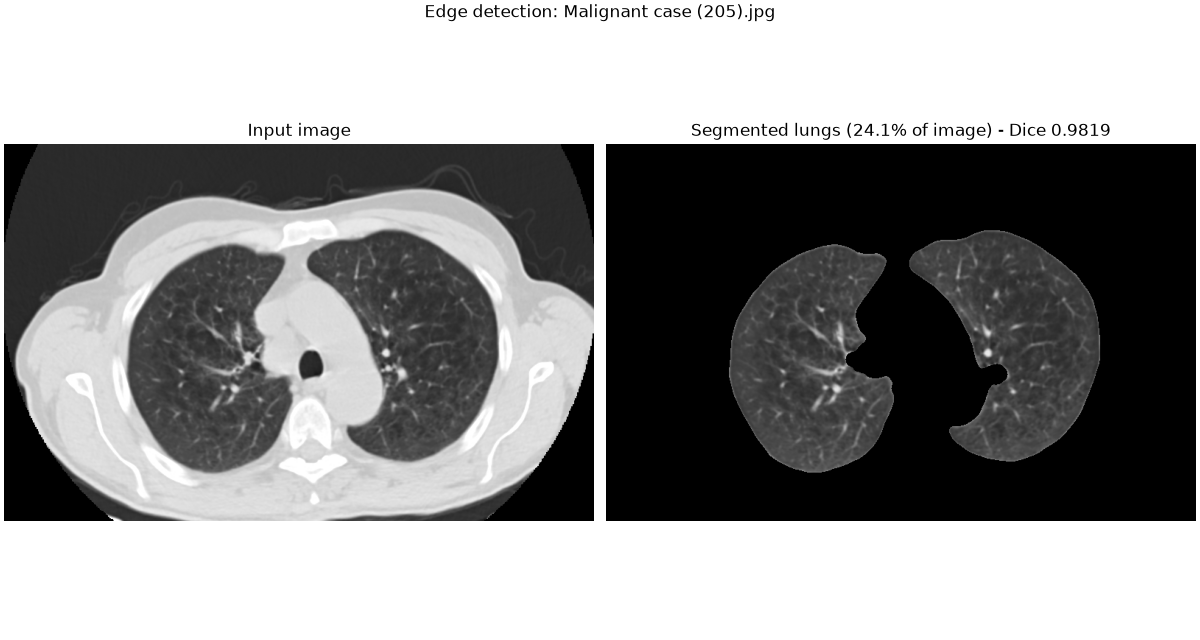 Edge detection: Malignant case (205).jpg
Input image
Segmented lungs (24.1% of image) - Dice 0.9819